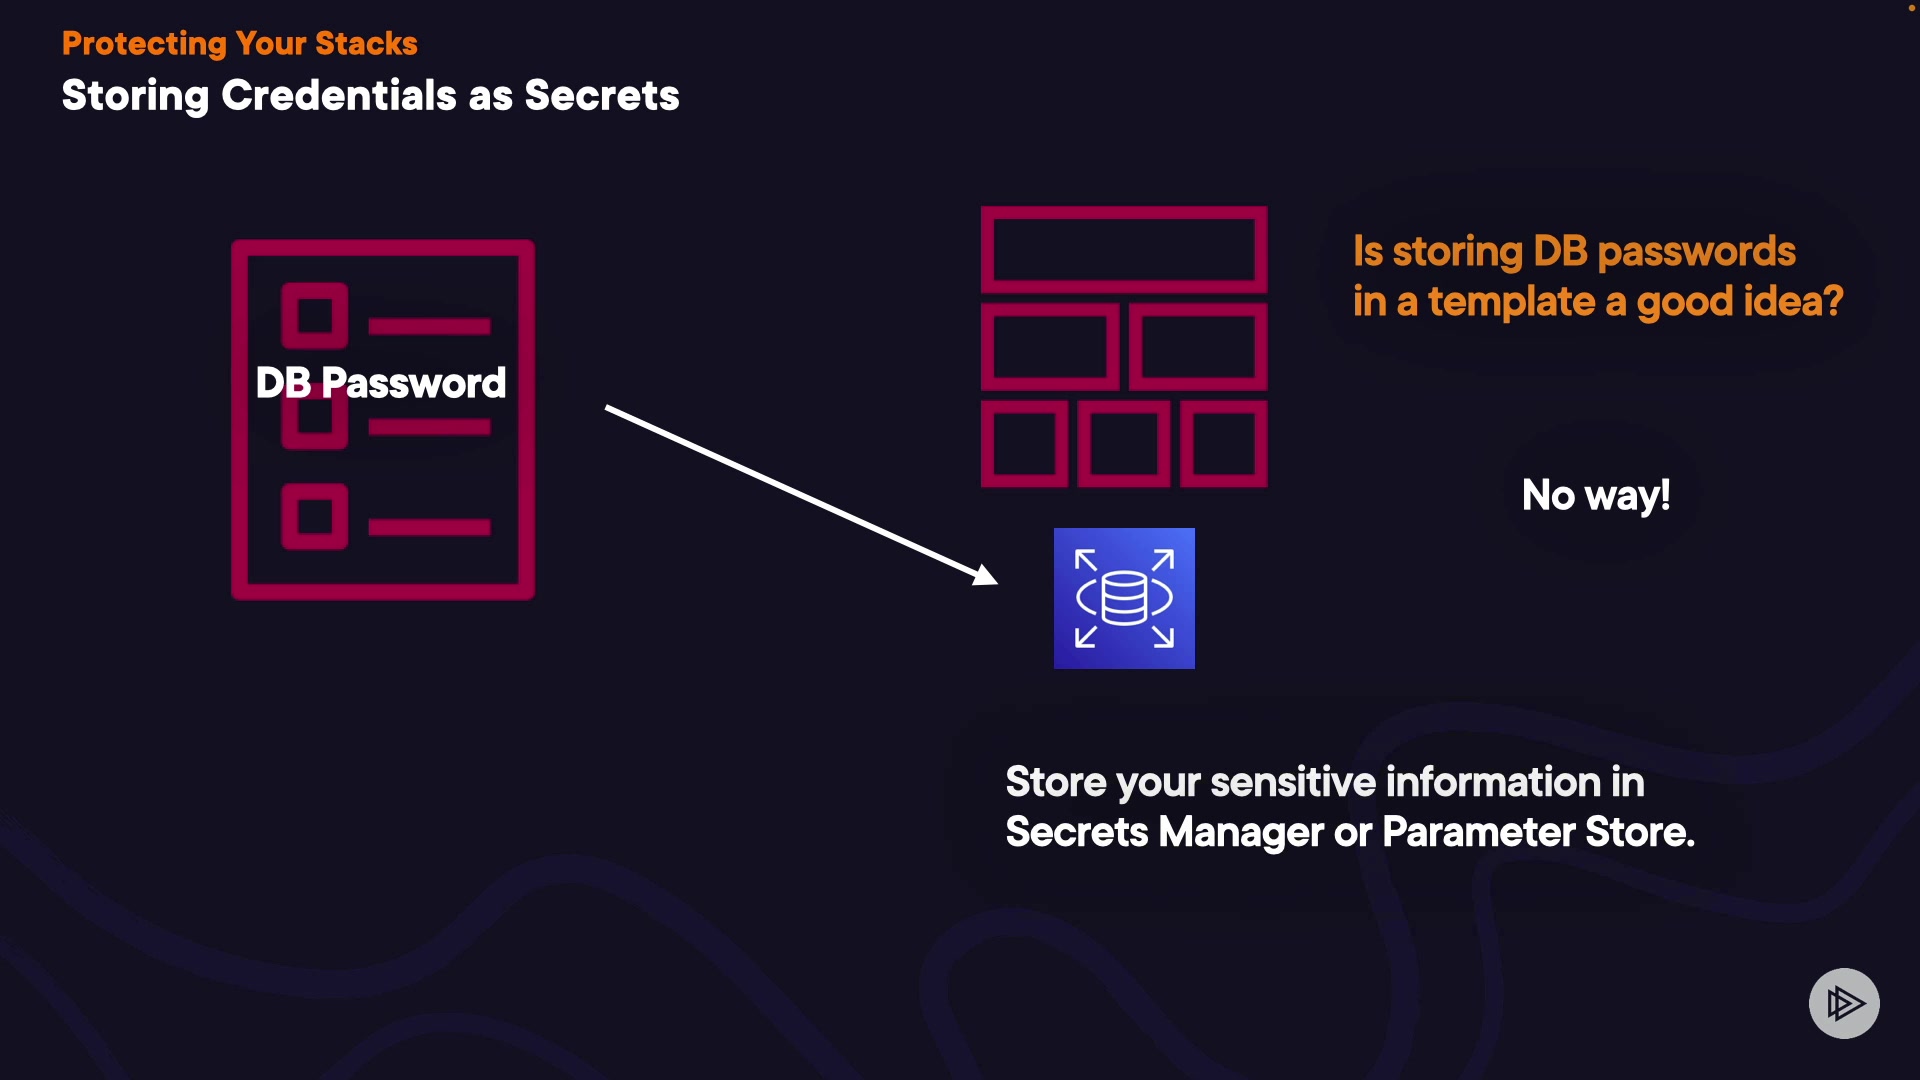 Protecting Your Stacks
Storing Credentials as Secrets
DB Password
Is storing DB passwords
in a template a good idea?
No way!
Store your sensitive information in
Secrets Manager or Parameter Store.